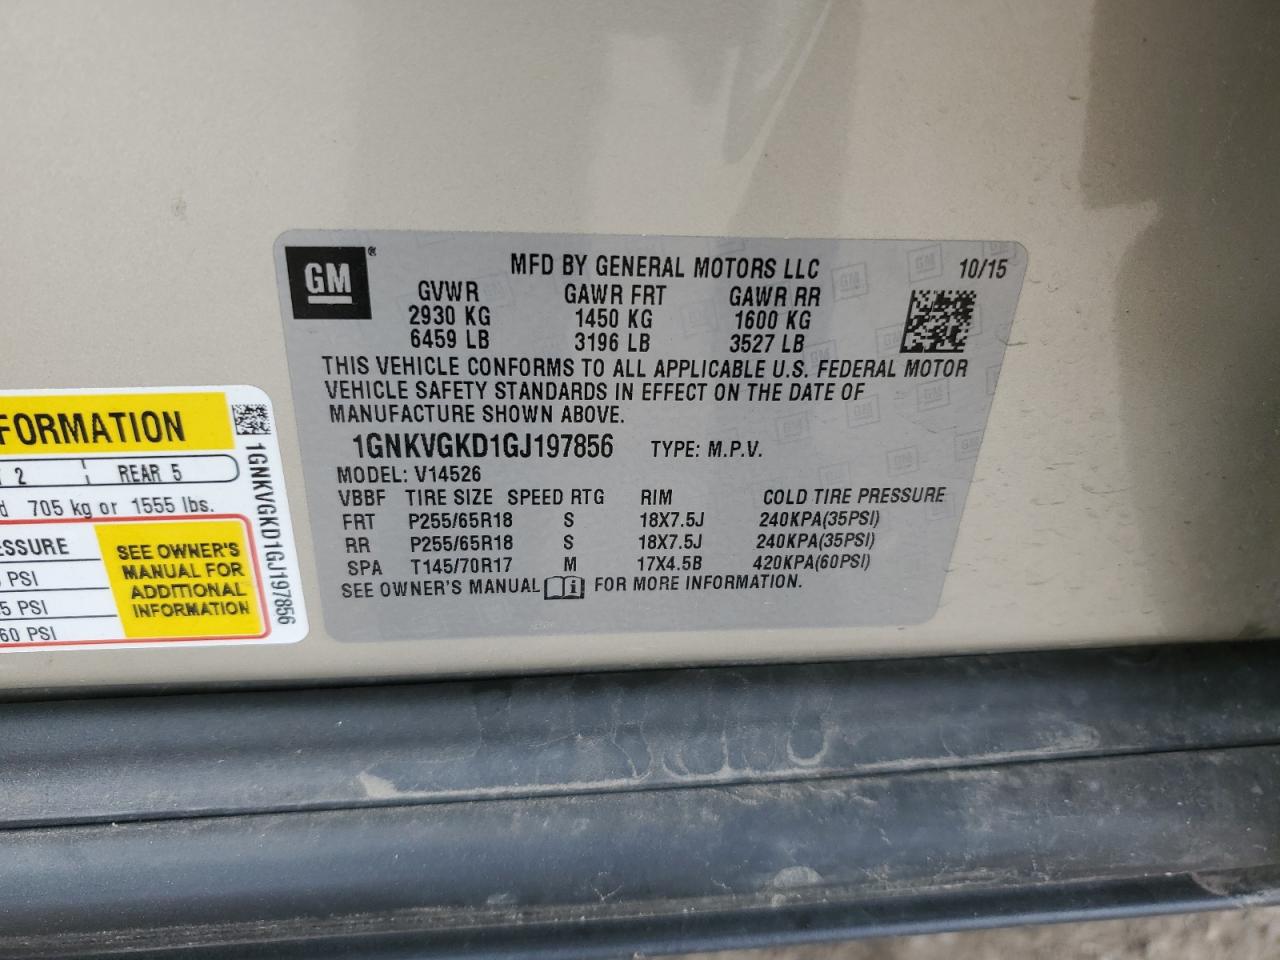 GM ®
MFD BY GENERAL MOTORS LLC 10/15
GVWR GAWR FRT GAWR RR
2930 KG 1450 KG 1600 KG
6459 LB 3196 LB 3527 LB
THIS VEHICLE CONFORMS TO ALL APPLICABLE U.S. FEDERAL MOTOR
VEHICLE SAFETY STANDARDS IN EFFECT ON THE DATE OF
MANUFACTURE SHOWN ABOVE.
1GNKVGKD1GJ197856 TYPE: M.P.V.
MODEL: V14526
VBBF TIRE SIZE SPEED RTG RIM COLD TIRE PRESSURE
FRT P255/65R18 S 18X7.5J 240KPA(35PSI)
RR P255/65R18 S 18X7.5J 240KPA(35PSI)
SPA T145/70R17 M 17X4.5B 420KPA(60PSI)
SEE OWNER'S MANUAL FOR MORE INFORMATION.
FORMATION
2 REAR 5
705 kg or 1555 lbs.
ESSURE
PSI
5 PSI
60 PSI
SEE OWNER'S
MANUAL FOR
ADDITIONAL
INFORMATION
1GNKVGKD1GJ197856